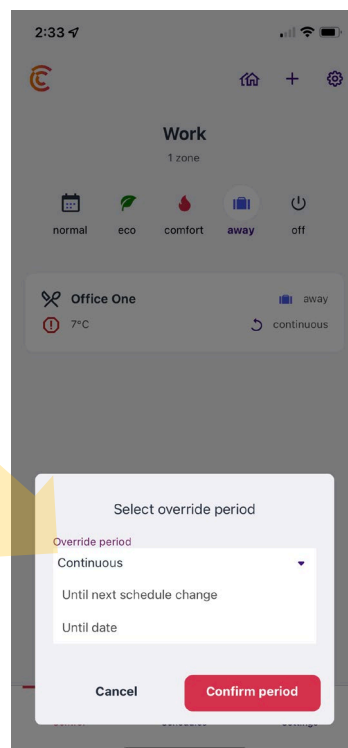 2:33
Work
1 zone
normal eco comfort away off
Office One away
7°C continuous
Select override period
Override period
Continuous
Until next schedule change
Until date
Cancel Confirm period